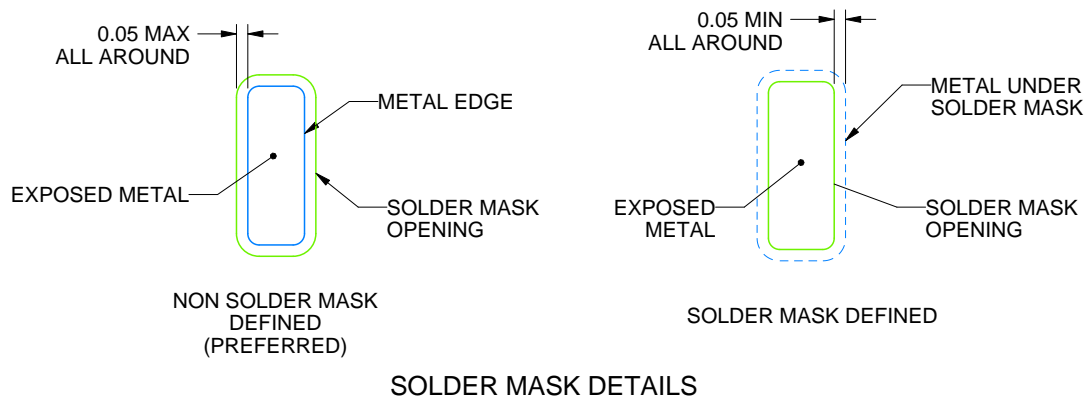 0.05 MAX
ALL AROUND
METAL EDGE
EXPOSED METAL
SOLDER MASK
OPENING
NON SOLDER MASK
DEFINED
(PREFERRED)
0.05 MIN
ALL AROUND
METAL UNDER
SOLDER MASK
EXPOSED
METAL
SOLDER MASK
OPENING
SOLDER MASK DEFINED
SOLDER MASK DETAILS